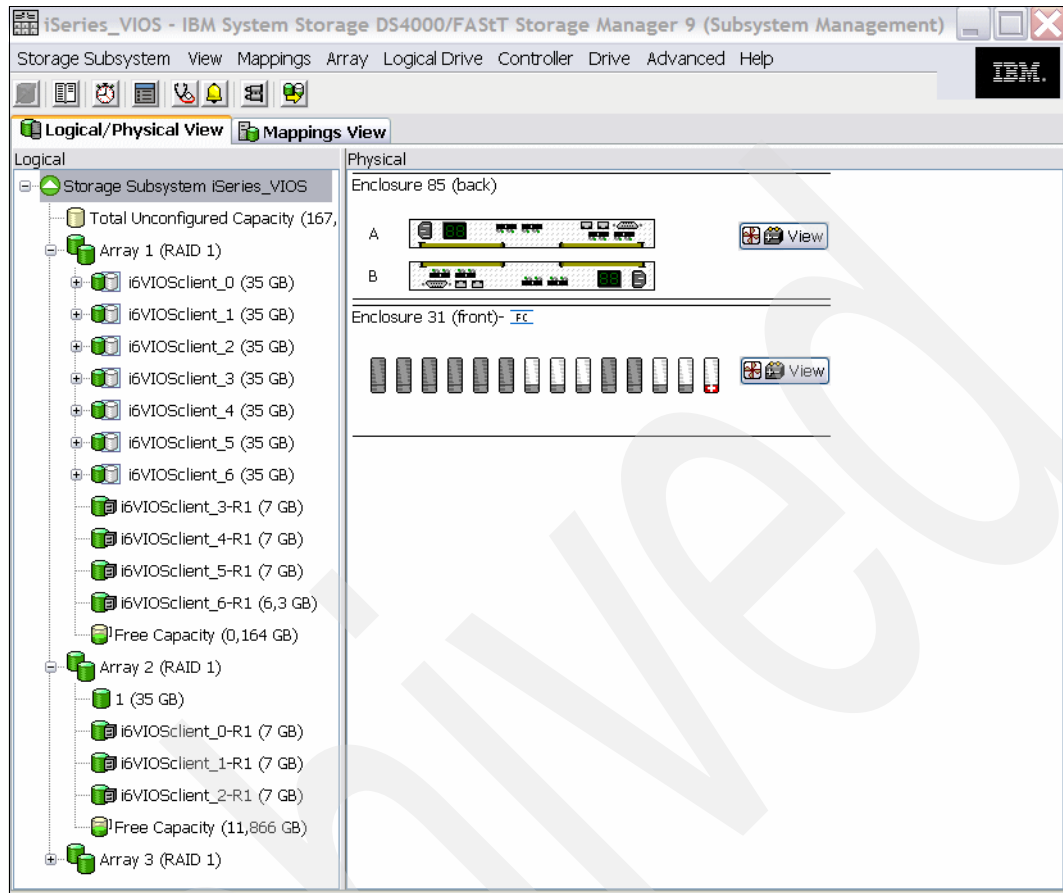 iSeries_VIOS - IBM System Storage DS4000/FAStT Storage Manager 9 (Subsystem Management)
Storage Subsystem View Mappings Array Logical Drive Controller Drive Advanced Help
IBM.
Logical/Physical View Mappings View
Logical
Storage Subsystem iSeries_VIOS
Total Unconfigured Capacity (167,
Array 1 (RAID 1)
i6VIOSclient_0 (35 GB)
i6VIOSclient_1 (35 GB)
i6VIOSclient_2 (35 GB)
i6VIOSclient_3 (35 GB)
i6VIOSclient_4 (35 GB)
i6VIOSclient_5 (35 GB)
i6VIOSclient_6 (35 GB)
i6VIOSclient_3-R1 (7 GB)
i6VIOSclient_4-R1 (7 GB)
i6VIOSclient_5-R1 (7 GB)
i6VIOSclient_6-R1 (6,3 GB)
Free Capacity (0,164 GB)
Array 2 (RAID 1)
1 (35 GB)
i6VIOSclient_0-R1 (7 GB)
i6VIOSclient_1-R1 (7 GB)
i6VIOSclient_2-R1 (7 GB)
Free Capacity (11,866 GB)
Array 3 (RAID 1)
Physical
Enclosure 85 (back)
A
88
View
B
88
Enclosure 31 (front)- FC
View
hived